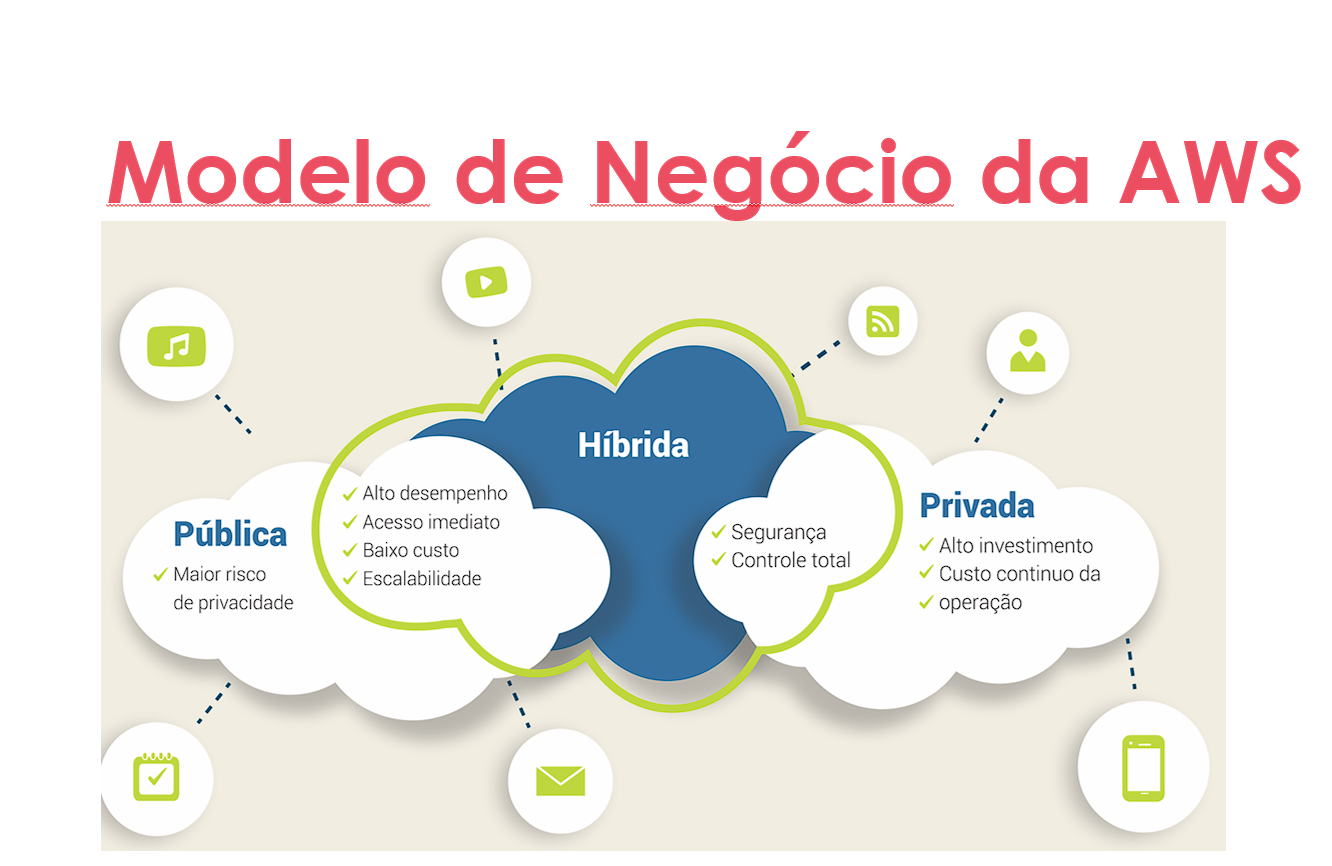 Modelo de Negócio da AWS
Híbrida
Pública
Maior risco
de privacidade
Alto desempenho
Acesso imediato
Baixo custo
Escalabilidade
Segurança
Controle total
Privada
Alto investimento
Custo continuo da
operação